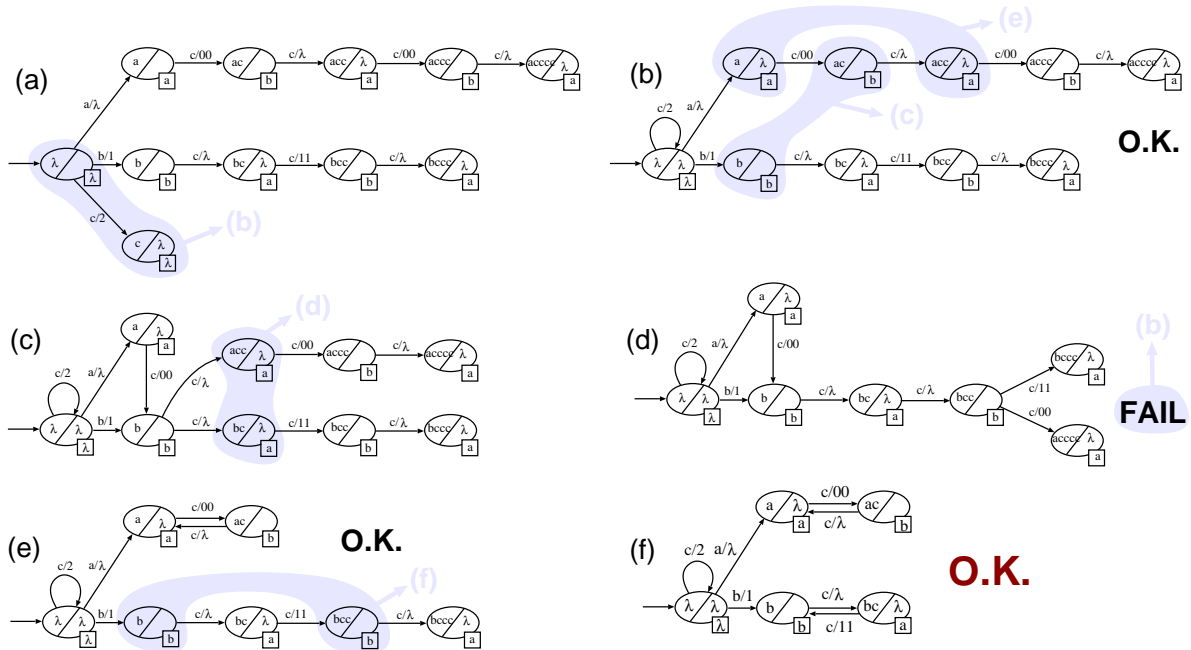 (a)
a λ a
c/00
ac b
c/λ
acc λ a
c/00
accc b
c/λ
acccc λ a
a/λ
λ λ
b/1
b b
c/λ
bc a
c/11
bcc b
c/λ
bccc λ a
c/2
c λ λ
(b)
(b)
(e)
a λ a
c/00
ac b
c/λ
acc λ a
c/00
accc b
c/λ
acccc λ a
c/2
a/λ
(c)
O.K.
λ λ λ
b/1
b b
c/λ
bc λ a
c/11
bcc b
c/λ
bccc λ a
(c)
a λ a
(d)
c/2
a/λ
c/00
c/λ
acc λ a
c/00
accc b
c/λ
acccc λ a
λ λ λ
b/1
b b
c/λ
bc λ a
c/11
bcc b
c/λ
bccc λ a
(d)
a λ a
(b)
c/2
a/λ
c/00
bccc λ a
c/11
λ λ λ
b/1
b b
c/λ
bc λ a
c/λ
bcc b
c/00
acccc λ a
FAIL
(e)
a λ a
c/00
c/λ
ac b
O.K.
c/2
a/λ
(f)
λ λ λ
b/1
b b
c/λ
bc λ a
c/11
bcc b
c/λ
bccc λ a
(f)
a λ a
c/00
c/λ
ac b
O.K.
c/2
a/λ
λ λ λ
b/1
b b
c/λ
c/11
bc λ a